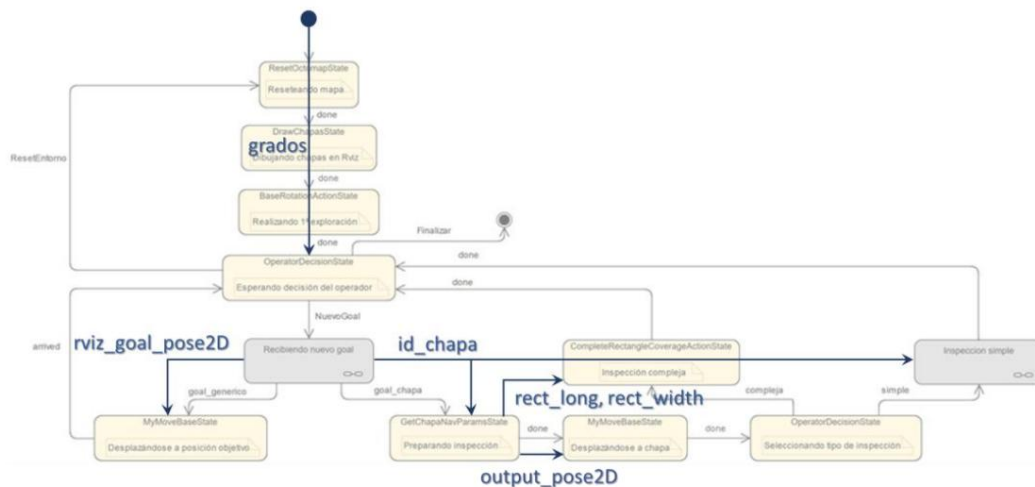 ResetOctomapState
Reseteando mapa
done
DrawChapasState
grados
Dibujando chapas en Rviz
ResetEntorno
done
BaseRotationActionState
Realizando 1ª exploración
done
Finalizar
OperatorDecisionState
Esperando decisión del operador
done
done
NuevoGoal
arrived
rviz_goal_pose2D
Recibiendo nuevo goal
id_chapa
CompleteRectangleCoverageActionState
Inspección compleja
Inspeccion simple
goal_generico
goal_chapa
rect_long, rect_width
compleja
simple
MyMoveBaseState
Desplazándose a posición objetivo
GetChapaNavParamsState
Preparando inspección
done
MyMoveBaseState
Desplazándose a chapa
done
OperatorDecisionState
Seleccionando tipo de inspección
output_pose2D